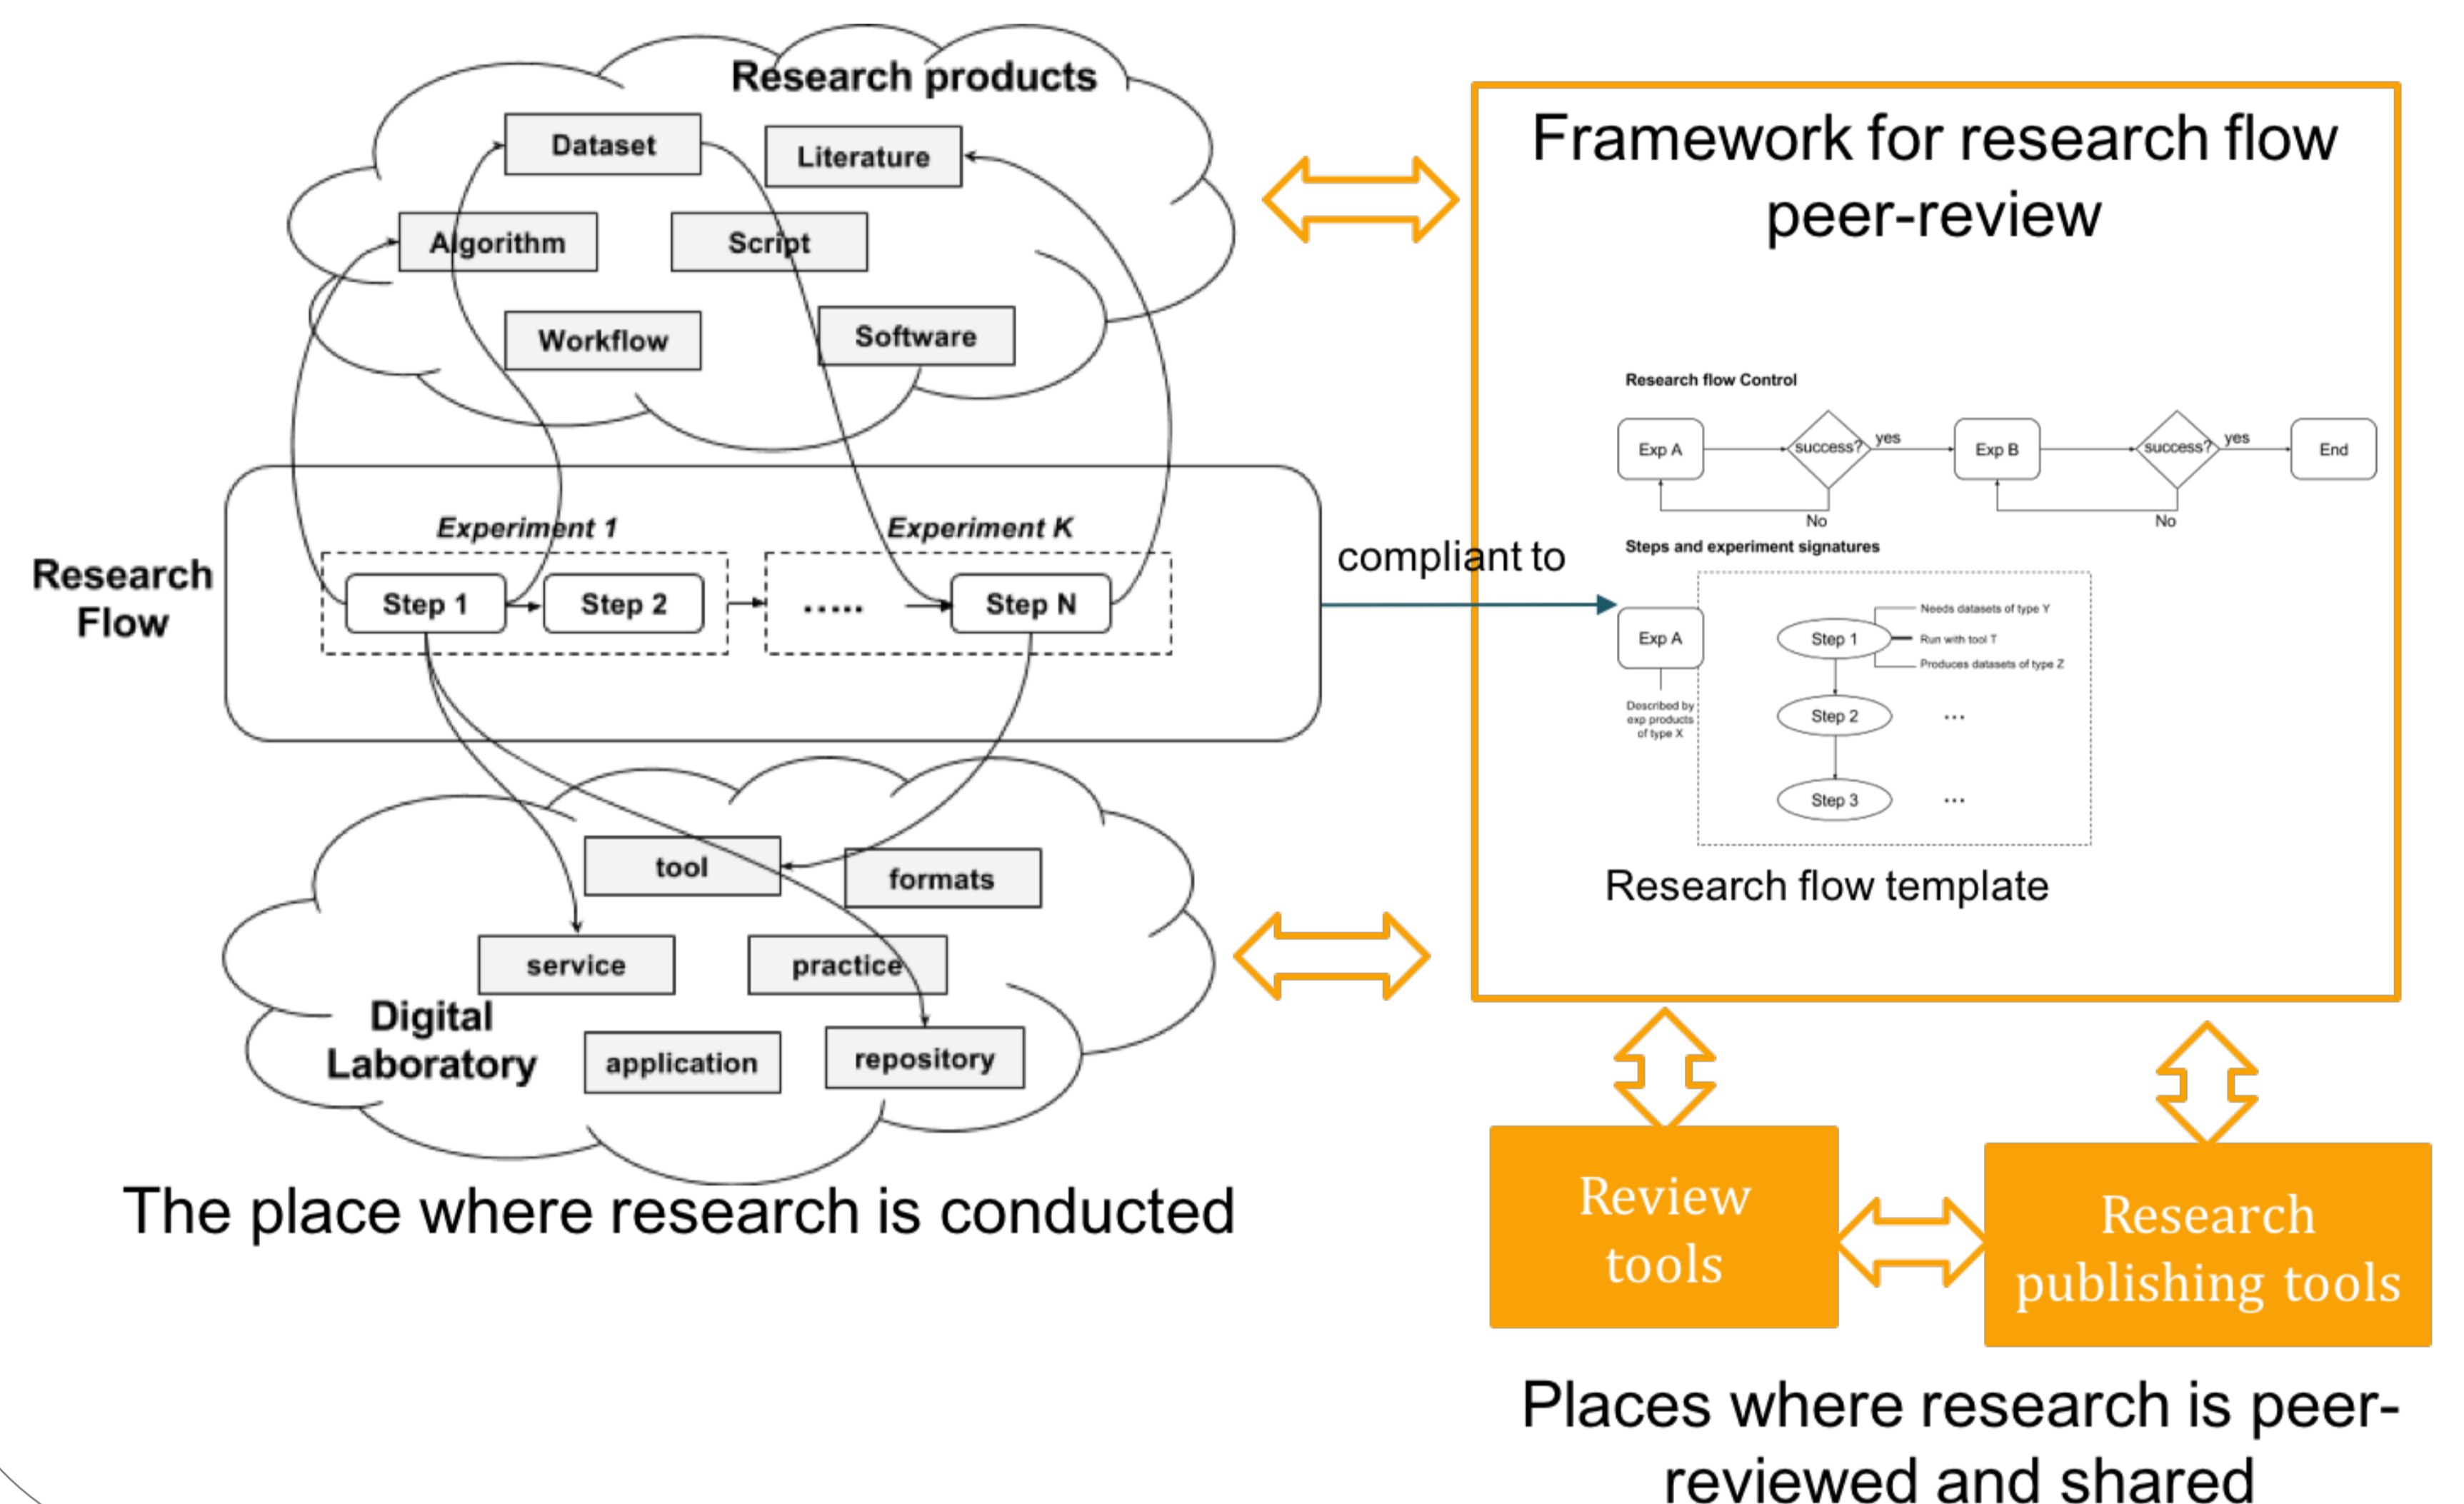 Research products
Dataset
Literature
Algorithm
Script
Workflow
Software
Research
Flow
Experiment 1
Experiment K
Step 1
Step 2
.....
Step N
tool
formats
service
practice
Digital
Laboratory
application
repository
The place where research is conducted
compliant to
Framework for research flow
peer-review
Research flow Control
Exp A
success?
yes
Exp B
success?
yes
End
No
No
Steps and experiment signatures
Exp A
Described by
exp products
of type X
Step 1
Needs datasets of type Y
Run with tool T
Produces datasets of type Z
Step 2
...
Step 3
...
Research flow template
Review
tools
Research
publishing tools
Places where research is peer-
reviewed and shared